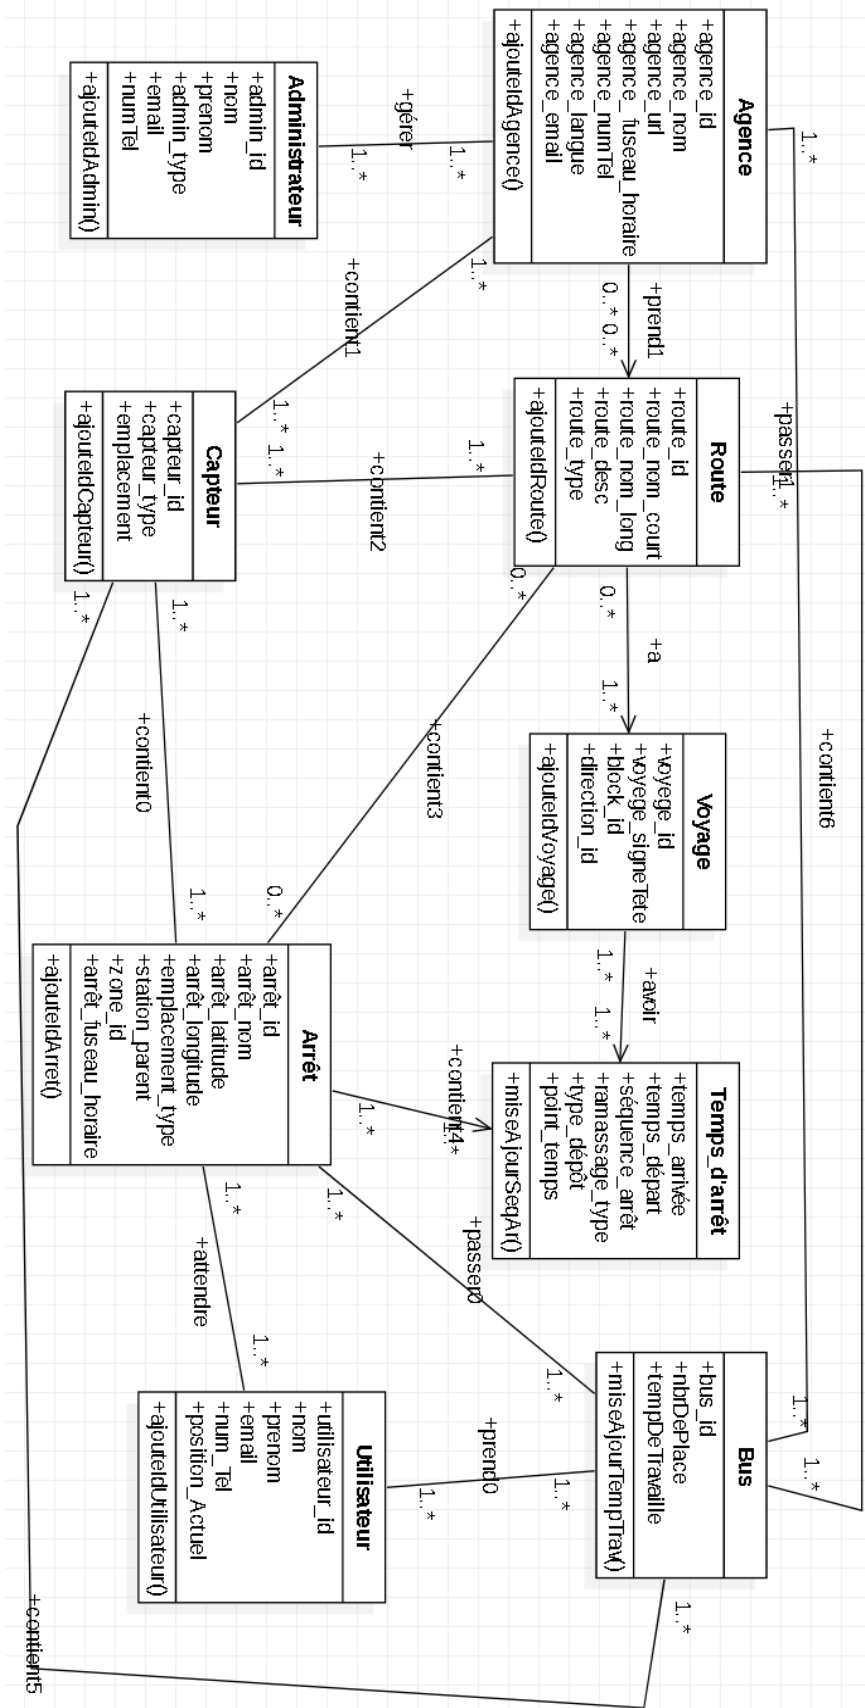 Agence
+agence_id
+agence_nom
+agence_url
+agence_fuseau_horaire
+agence_numTel
+agence_langue
+agence_email
+ajouteIdAgence()
Administrateur
+admin_id
+nom
+prenom
+admin_type
+email
+numTel
+ajouteIdAdmin()
+gérer
1..*
1..*
+contient1
1..*
1..*
+prend1
0..*
0..*
+passer1
1..*
1..*
Route
+route_id
+route_nom_court
+route_nom_long
+route_desc
+route_type
+ajouteIdRoute()
Capteur
+capteur_id
+capteur_type
+emplacement
+ajouteIdCapteur()
+contient2
1..*
1..*
+a
0..*
1..*
+contient3
0..*
0..*
+contient0
1..*
1..*
+contient6
1..*
1..*
Voyage
+voyege_id
+voyege_signeTete
+block_id
+direction_id
+ajouteIdVoyage()
+avoir
1..*
1..*
Arrêt
+arrêt_id
+arrêt_nom
+arrêt_latitude
+arrêt_longitude
+emplacement_type
+station_parent
+zone_id
+arrêt_fuseau_horaire
+ajouteIdArret()
Temps_d'arrêt
+temps_arrivée
+temps_départ
+séquence_arrêt
+ramassage_type
+type_dépôt
+point_temps
+miseAjourSeqAr()
+contient4
1..*
1..*
+passer0
1..*
1..*
+attendre
1..*
1..*
Bus
+bus_id
+nbrDePlace
+tempDeTravaille
+miseAjourTempTrav()
Utilisateur
+utilisateur_id
+nom
+prenom
+email
+num_Tel
+position_Actuel
+ajouteIdUtilisateur()
+prend0
1..*
1..*
+contient5
1..*
1..*